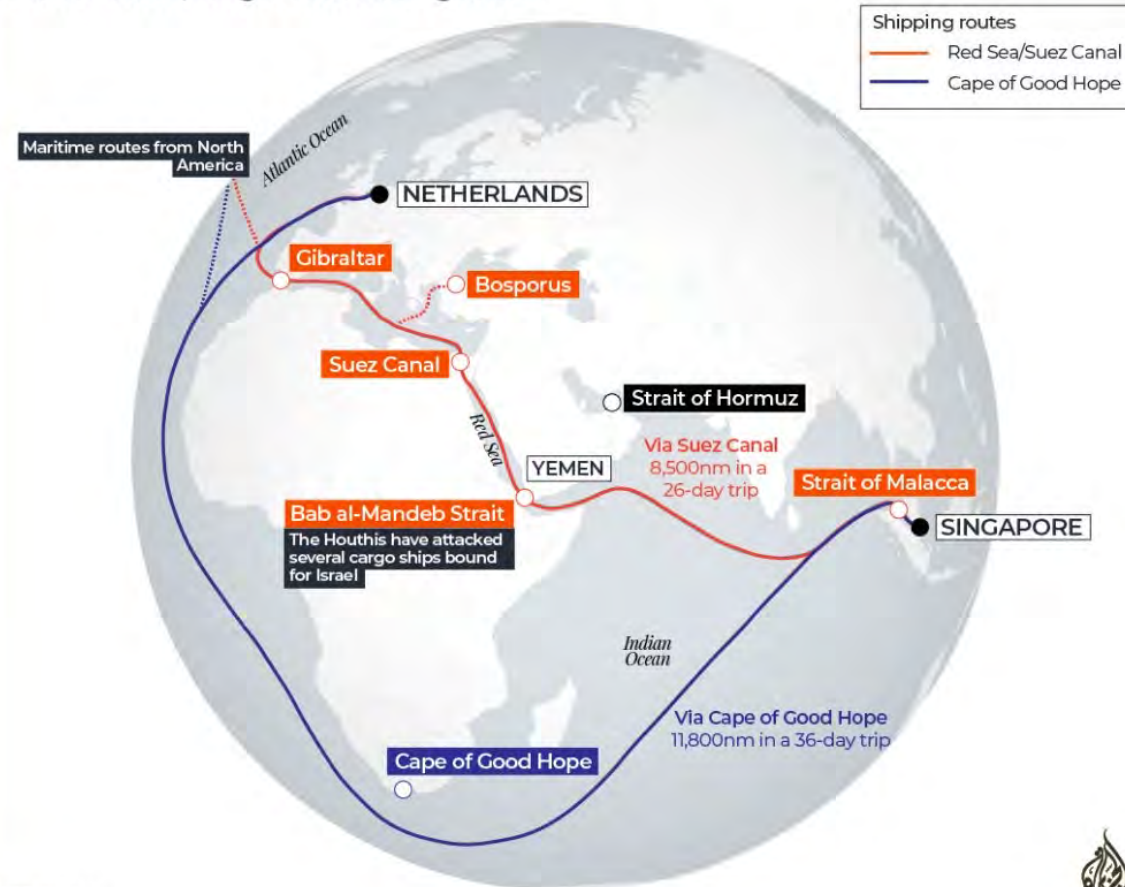 Shipping routes
Red Sea/Suez Canal
Cape of Good Hope
Maritime routes from North
America
Atlantic Ocean
NETHERLANDS
Gibraltar
Bosporus
Suez Canal
Strait of Hormuz
Red Sea
Via Suez Canal
8,500nm in a
26-day trip
YEMEN
Strait of Malacca
Bab al-Mandeb Strait
The Houthis have attacked
several cargo ships bound
for Israel
SINGAPORE
Indian
Ocean
Via Cape of Good Hope
11,800nm in a 36-day trip
Cape of Good Hope